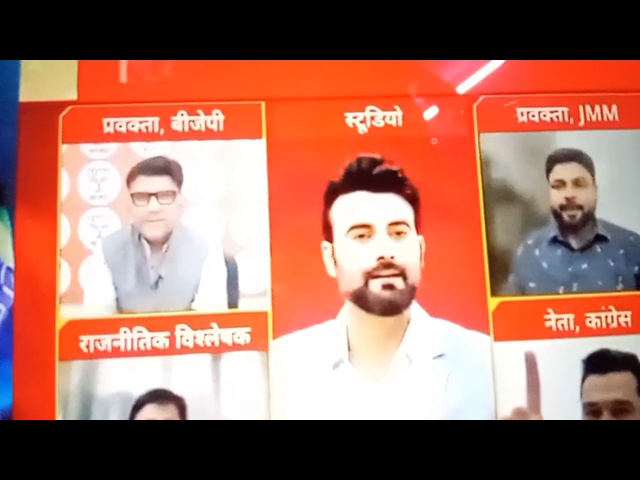 प्रवक्ता, बीजेपी
स्टूडियो
प्रवक्ता, JMM
राजनीतिक विश्लेषक
नेता, कांग्रेस